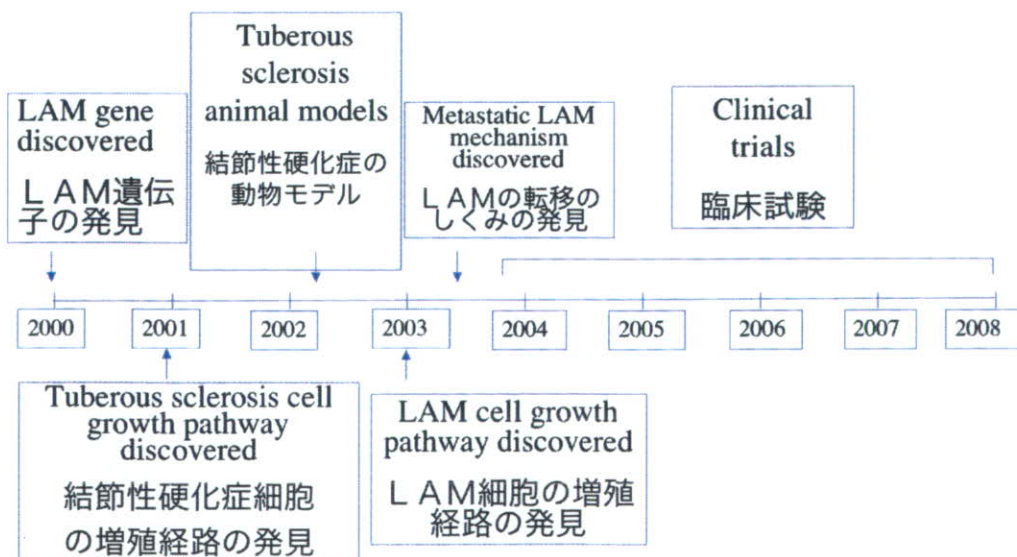 LAM gene
discovered
ＬＡＭ遺伝
子の発見
Tuberous
sclerosis
animal models
結節性硬化症の
動物モデル
Metastatic LAM
mechanism
discovered
ＬＡＭの転移の
しくみの発見
Clinical
trials
臨床試験
2000
2001
2002
2003
2004
2005
2006
2007
2008
Tuberous sclerosis cell
growth pathway
discovered
結節性硬化症細胞
の増殖経路の発見
LAM cell growth
pathway discovered
ＬＡＭ細胞の増殖
経路の発見